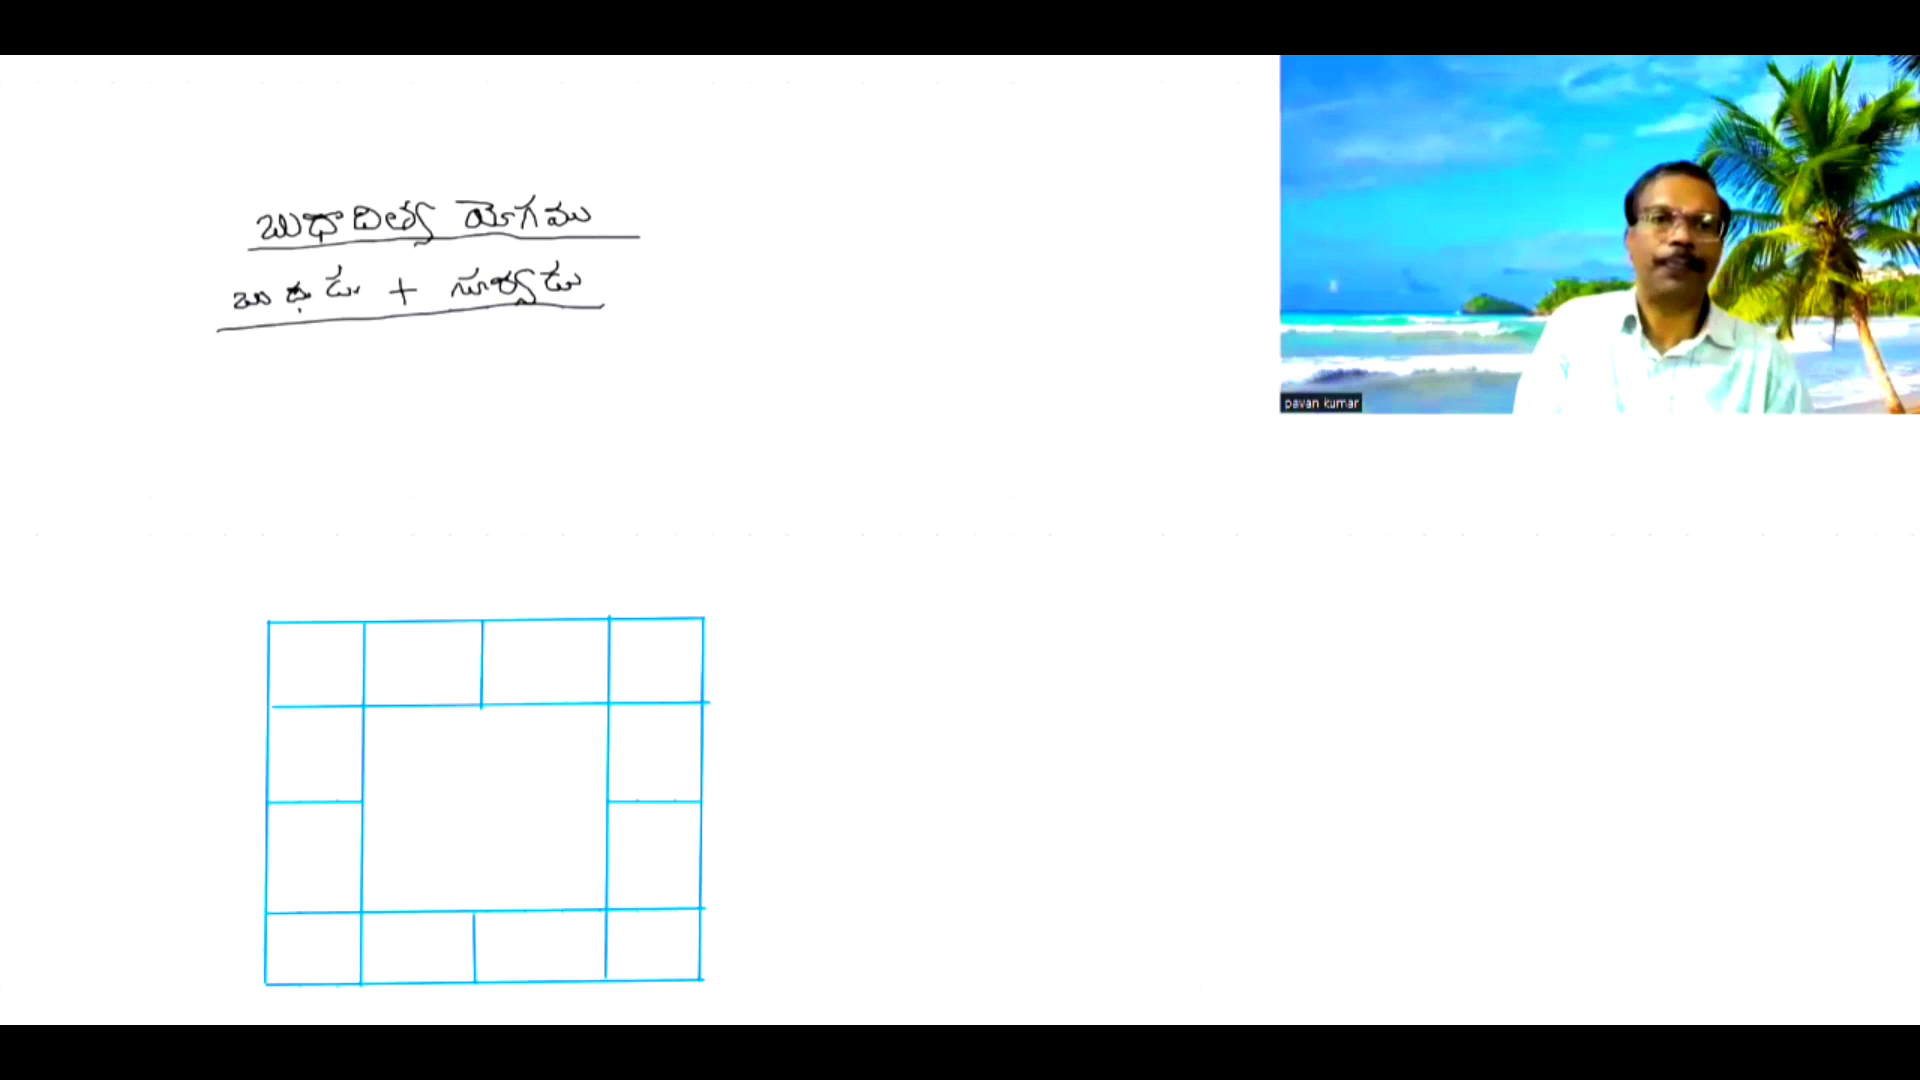 బుధాదిత్య యోగము
బుధుడు + సూర్యుడు
pavan kumar